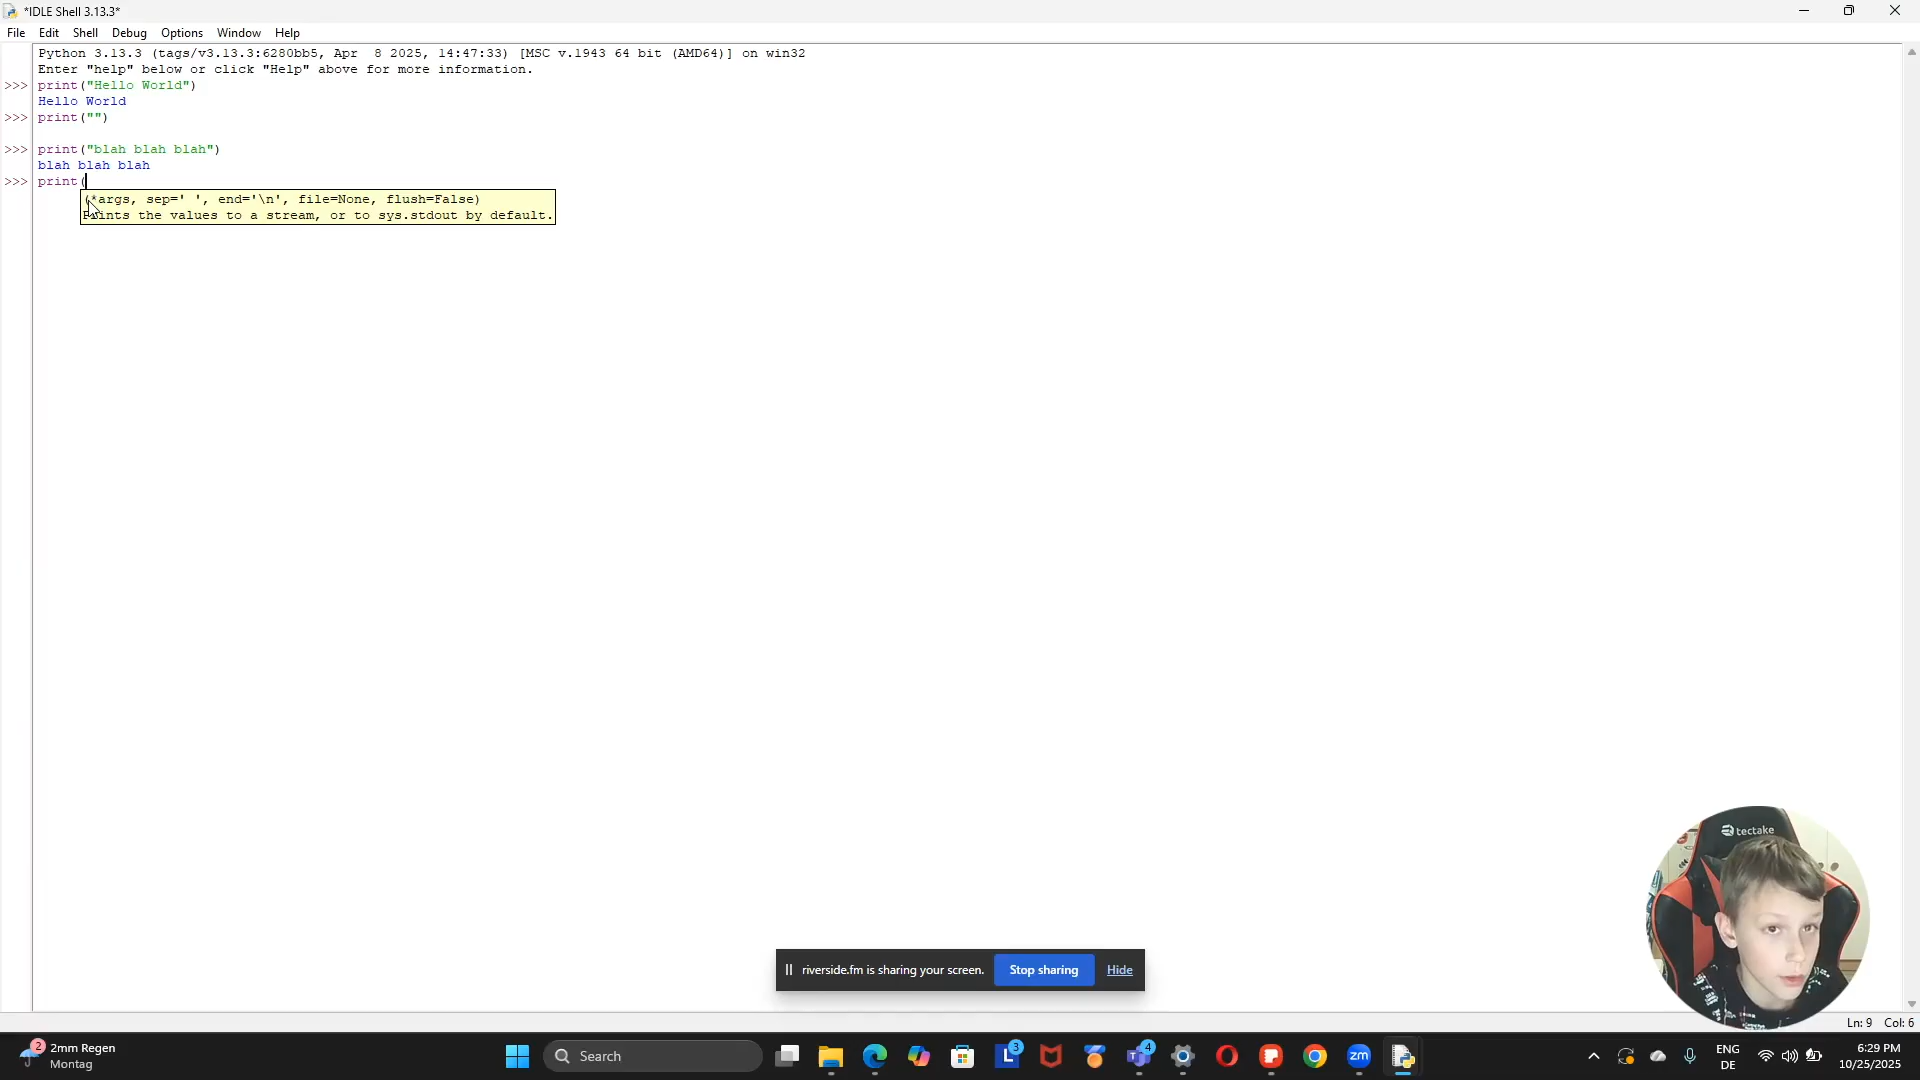 *IDLE Shell 3.13.3*
File Edit Shell Debug Options Window Help
Python 3.13.3 (tags/v3.13.3:6280bb5, Apr  8 2025, 14:47:33) [MSC v.1943 64 bit (AMD64)] on win32
Enter "help" below or click "Help" above for more information.
>>> print("Hello World")
Hello World
>>> print("")
>>> print("blah blah blah")
blah blah blah
>>> print(
(*args, sep=' ', end='\n', file=None, flush=False)
Prints the values to a stream, or to sys.stdout by default.
tectake
riverside.fm is sharing your screen. Stop sharing Hide
Ln: 9 Col: 6
2
2mm Regen
Montag
Search
L 3
4
zm
ENG
DE
6:29 PM
10/25/2025